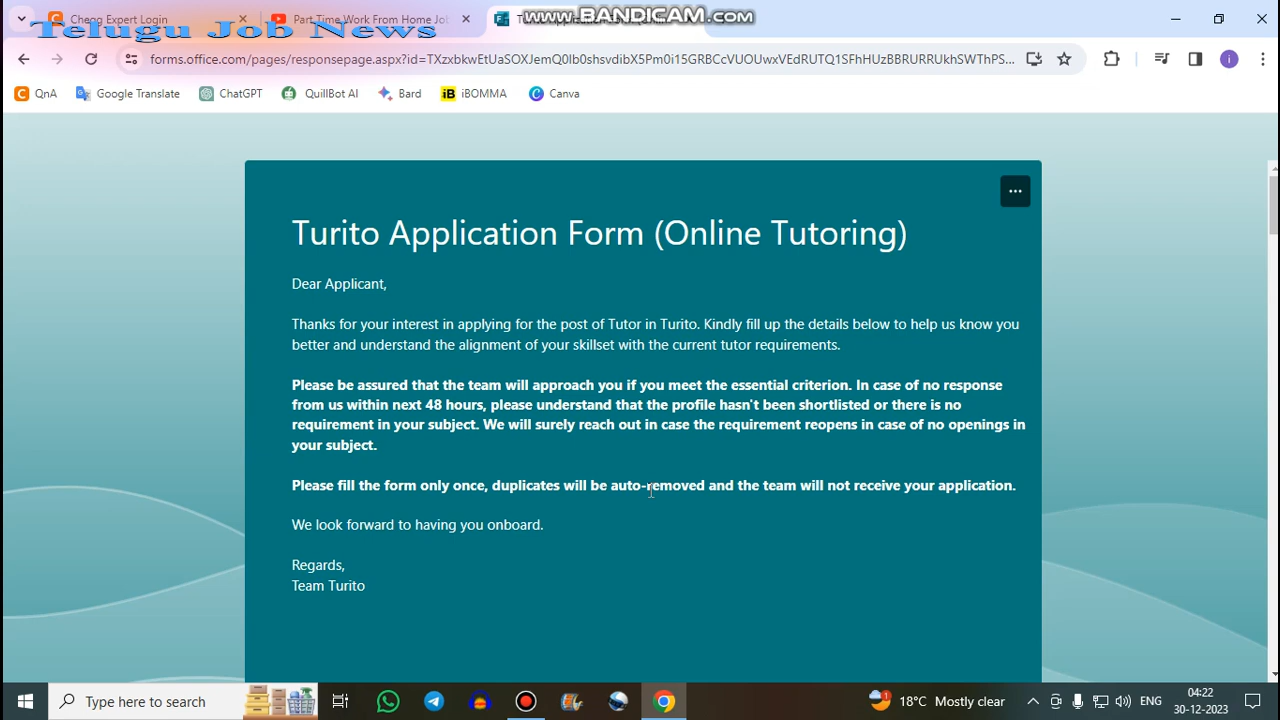 Chegg Expert Login
Part Time Work From Home Job
www.BANDICAM.com
Telugu Job News
forms.office.com/pages/responsepage.aspx?id=TXzxbkwEtUaSOXJemQ0lb0shsvdibX5Pm0i15GRBCcVUOUwxVEdRUTQ1SFhHUzBBRURRUkhSWThPS...
QnA
Google Translate
ChatGPT
QuillBot AI
Bard
iB iBOMMA
Canva
Turito Application Form (Online Tutoring)
Dear Applicant,
Thanks for your interest in applying for the post of Tutor in Turito. Kindly fill up the details below to help us know you
better and understand the alignment of your skillset with the current tutor requirements.
Please be assured that the team will approach you if you meet the essential criterion. In case of no response
from us within next 48 hours, please understand that the profile hasn't been shortlisted or there is no
requirement in your subject. We will surely reach out in case the requirement reopens in case of no openings in
your subject.
Please fill the form only once, duplicates will be auto-removed and the team will not receive your application.
We look forward to having you onboard.
Regards,
Team Turito
Type here to search
18°C Mostly clear
ENG
04:22
30-12-2023